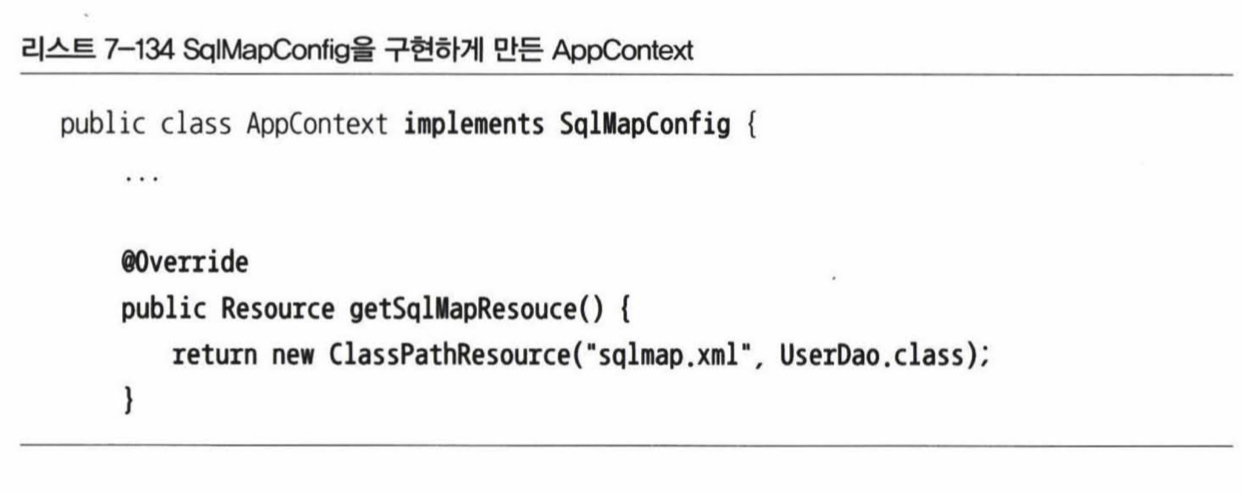 리스트 7-134 SqlMapConfig을 구현하게 만든 AppContext
public class AppContext implements SqlMapConfig {
...
@Override
public Resource getSqlMapResouce() {
return new ClassPathResource("sqlmap.xml", UserDao.class);
}